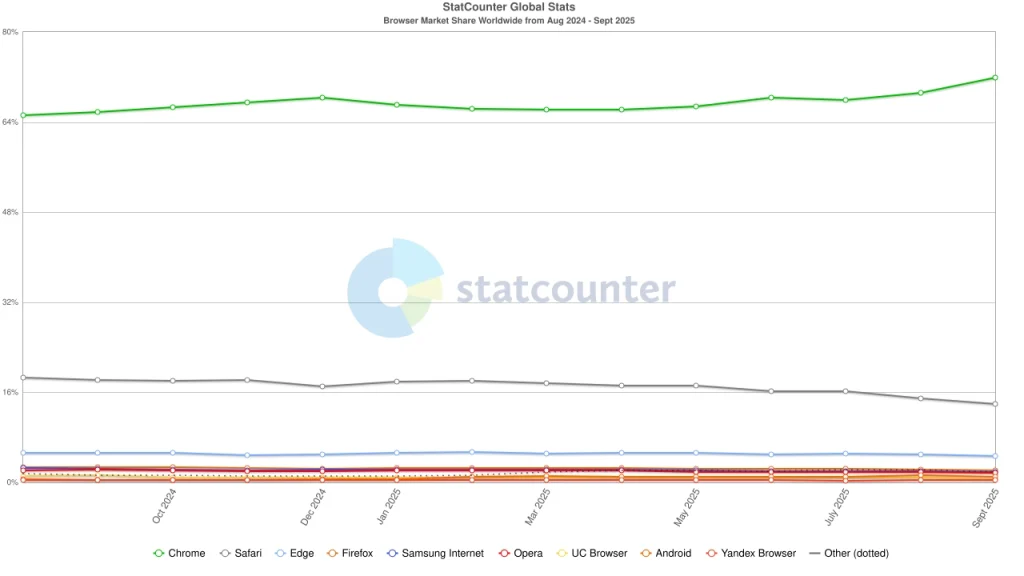 StatCounter Global Stats
Browser Market Share Worldwide from Aug 2024 - Sept 2025
80%
64%
48%
statcounter
32%
16%
0%
Oct 2024
Dec 2024
Jan 2025
Mar 2025
May 2025
July 2025
Sept 2025
Chrome Safari Edge Firefox Samsung Internet Opera UC Browser Android Yandex Browser Other (dotted)